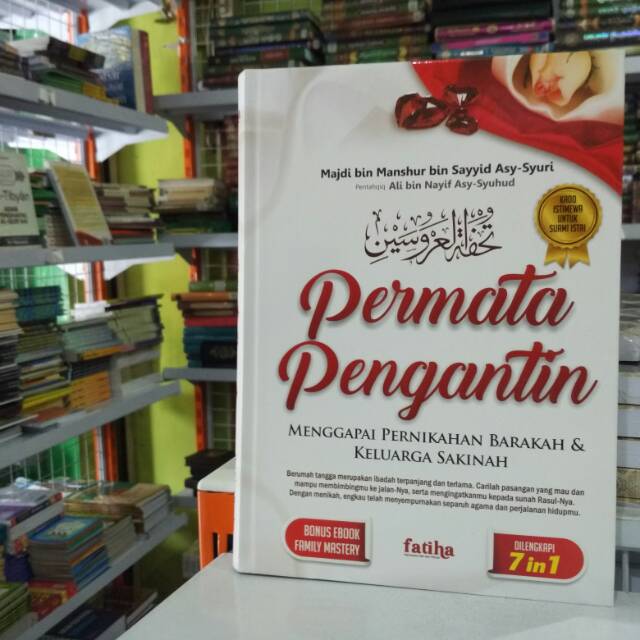 Majdi bin Manshur bin Sayyid Asy-Syuri
Pentahqiq Ali bin Nayif Asy-Syuhud
KADO
ISTIMEWA
UNTUK
SUAMI ISTRI
تحفة العروسين
Permata
Pengantin
MENGGAPAI PERNIKAHAN BARAKAH &
KELUARGA SAKINAH
Berumah tangga merupakan ibadah terpanjang dan terlama. Carilah pasangan yang mau dan
mampu membimbingmu ke jalan-Nya, serta mengingatkanmu kepada sunah Rasul-Nya.
Dengan menikah, engkau telah menyempurnakan separuh agama dan perjalanan hidupmu.
BONUS EBOOK
FAMILY MASTERY
fatiha
DILENGKAPI
7 in 1